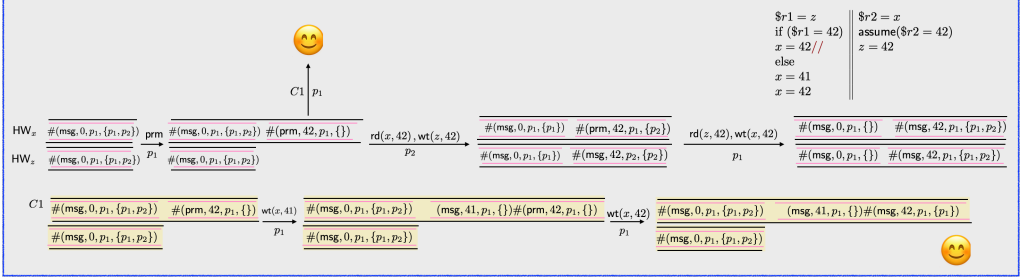 $r1 = z
$r2 = x
if ($r1 = 42)
assume($r2 = 42)
x = 42//
z = 42
else
x = 41
x = 42
C1 p₁
HWₓ
#(msg, 0, p₁, {p₁, p₂})
prm
p₁
#(msg, 0, p₁, {p₁, p₂}) #(prm, 42, p₁, {})
rd(x, 42), wt(z, 42)
p₂
#(msg, 0, p₁, {p₁}) #(prm, 42, p₁, {p₂})
rd(z, 42), wt(x, 42)
p₁
#(msg, 0, p₁, {}) #(msg, 42, p₁, {p₁, p₂})
HW_z
#(msg, 0, p₁, {p₁, p₂})
#(msg, 0, p₁, {p₁, p₂})
#(msg, 0, p₁, {p₁}) #(msg, 42, p₂, {p₂})
#(msg, 0, p₁, {}) #(msg, 42, p₁, {p₁, p₂})
C1
#(msg, 0, p₁, {p₁, p₂}) #(prm, 42, p₁, {})
wt(x, 41)
p₁
#(msg, 0, p₁, {p₁, p₂}) (msg, 41, p₁, {})#(prm, 42, p₁, {})
wt(x, 42)
p₁
#(msg, 0, p₁, {p₁, p₂}) (msg, 41, p₁, {})#(msg, 42, p₁, {p₁})
#(msg, 0, p₁, {p₁, p₂})
#(msg, 0, p₁, {p₁, p₂})
#(msg, 0, p₁, {p₁, p₂})